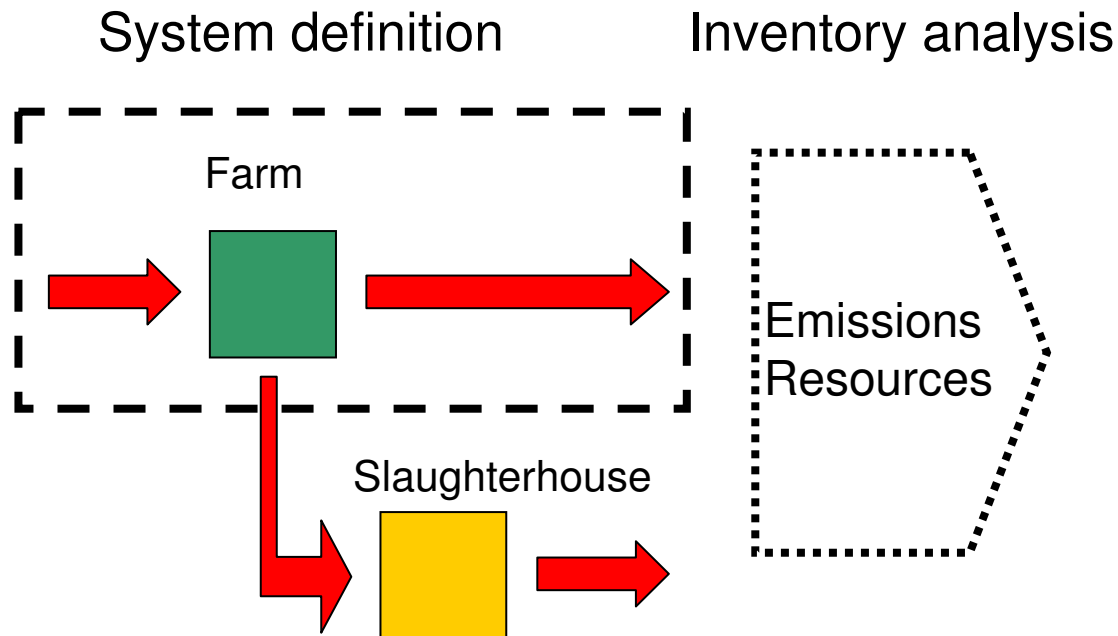 System definition
Inventory analysis
Farm
Emissions
Resources
Slaughterhouse